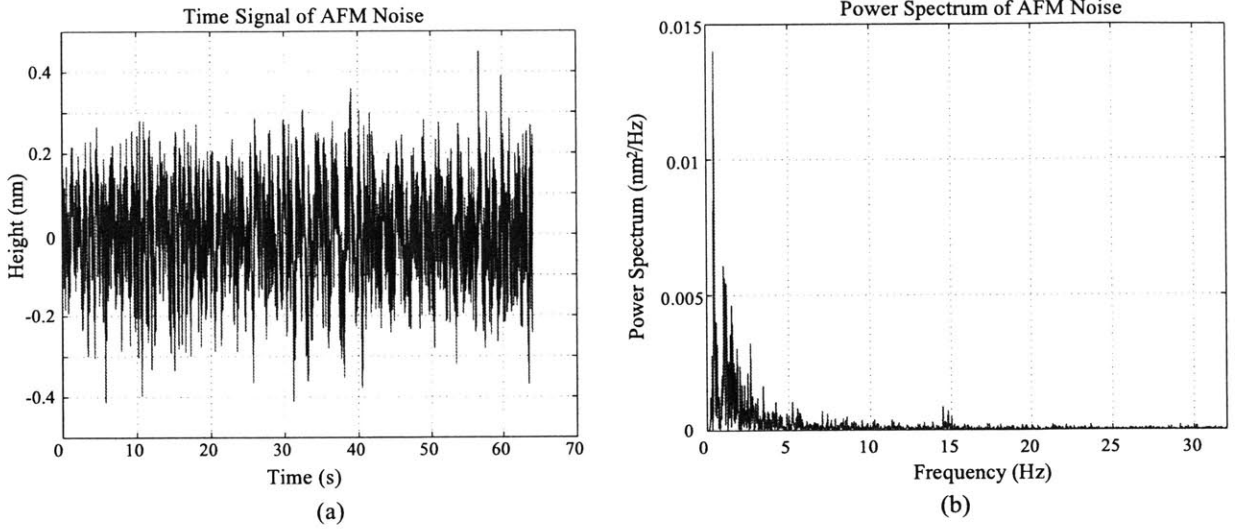 Time Signal of AFM Noise
0.4
0.2
0
-0.2
-0.4
Height (nm)
0 10 20 30 40 50 60 70
Time (s)
(a)
Power Spectrum of AFM Noise
0.015
0.01
0.005
0
Power Spectrum (nm²/Hz)
0 5 10 15 20 25 30
Frequency (Hz)
(b)